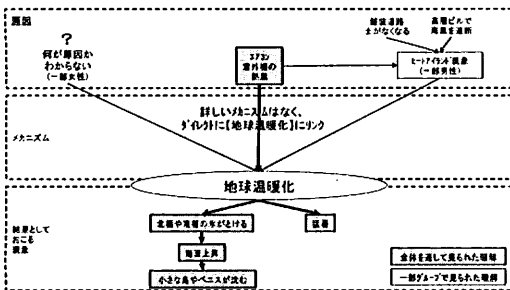 原因
?
何が原因か
わからない
(一部女性)
エアコン
室外機の
熱風
舗装道路
土がなくなる
高層ビルで
海風を遮断
ヒートアイランド現象
(一部男性)
メカニズム
詳しいメカニズムはなく、
ダイレクトに【地球温暖化】にリンク
地球温暖化
結果として
おこる
現象
北極や南極の氷がとける
猛暑
海面上昇
小さな島やベニスが沈む
全体を通して見られた理解
一部グループで見られた理解